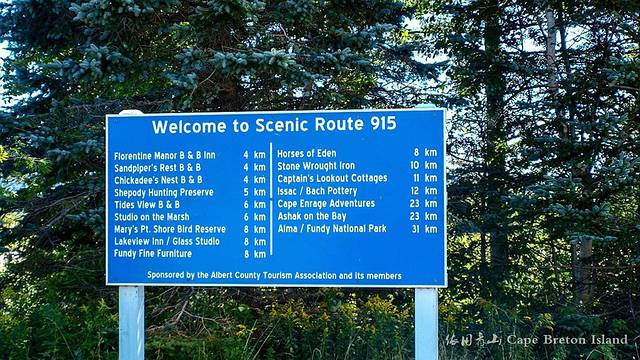 Welcome to Scenic Route 915
Florentine Manor B & B Inn 4 km
Sandpiper's Rest B & B 4 km
Chickadee's Nest B & B 4 km
Shepody Hunting Preserve 5 km
Tides View B & B 6 km
Studio on the Marsh 6 km
Mary's Pt. Shore Bird Reserve 8 km
Lakeview Inn / Glass Studio 8 km
Fundy Fine Furniture 8 km
Horses of Eden 8 km
Stone Wrought Iron 10 km
Captain's Lookout Cottages 11 km
Issac / Bach Pottery 12 km
Cape Enrage Adventures 23 km
Ashak on the Bay 23 km
Alma / Fundy National Park 31 km
Sponsored by the Albert County Tourism Association and its members
Cape Breton Island